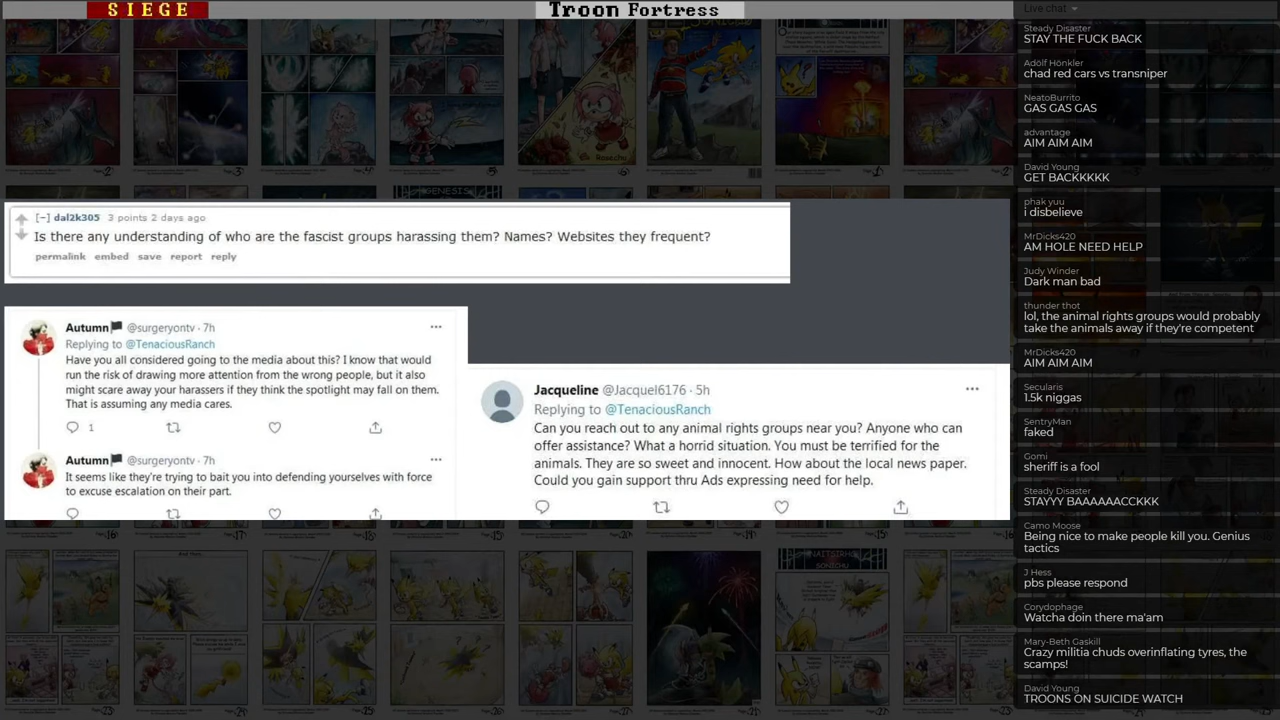 SIEGE
Troon Fortress
[–] dal2k305 3 points 2 days ago
Is there any understanding of who are the fascist groups harassing them? Names? Websites they frequent?
permalink embed save report reply
Autumn🏴 @surgeryontv · 7h
Replying to @TenaciousRanch
Have you all considered going to the media about this? I know that would
run the risk of drawing more attention from the wrong people, but it also
might scare away your harassers if they think the spotlight may fall on them.
That is assuming any media cares.
1
Autumn🏴 @surgeryontv · 7h
It seems like they're trying to bait you into defending yourselves with force
to excuse escalation on their part.
Jacqueline @Jacquel6176 · 5h
Replying to @TenaciousRanch
Can you reach out to any animal rights groups near you? Anyone who can
offer assistance? What a horrid situation. You must be terrified for the
animals. They are so sweet and innocent. How about the local news paper.
Could you gain support thru Ads expressing need for help.
Live chat
Steady Disaster
STAY THE FUCK BACK
Adolf Hönkler
chad red cars vs transniper
NeatoBurrito
GAS GAS GAS
advantage
AIM AIM AIM
David Young
GET BACKKKKK
phak yuu
i disbelieve
MrDicks420
AM HOLE NEED HELP
Judy Winder
Dark man bad
thunder thot
lol, the animal rights groups would probably
take the animals away if they're competent
MrDicks420
AIM AIM AIM
Secularis
1.5k niggas
SentryMan
faked
Gomi
sheriff is a fool
Steady Disaster
STAYYY BAAAAAACCKKK
Camo Moose
Being nice to make people kill you. Genius
tactics
J Hess
pbs please respond
Corydophage
Watcha doin there ma'am
Mary-Beth Gaskill
Crazy militia chuds overinflating tyres, the
scamps!
David Young
TROONS ON SUICIDE WATCH